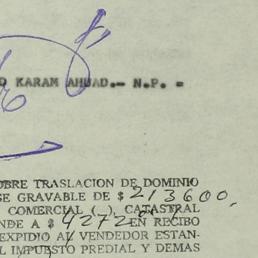 D KARAM AHUAD.- N.P. -
OBRE TRASLACION DE DOMINIO
SE GRAVABLE DE $ 213600.
COMERCIAL ( ), CATASTRAL
NDE A $ 4272 EN RECIBO
EXPIDIO AL VENDEDOR ESTAN-
L IMPUESTO PREDIAL Y DEMAS